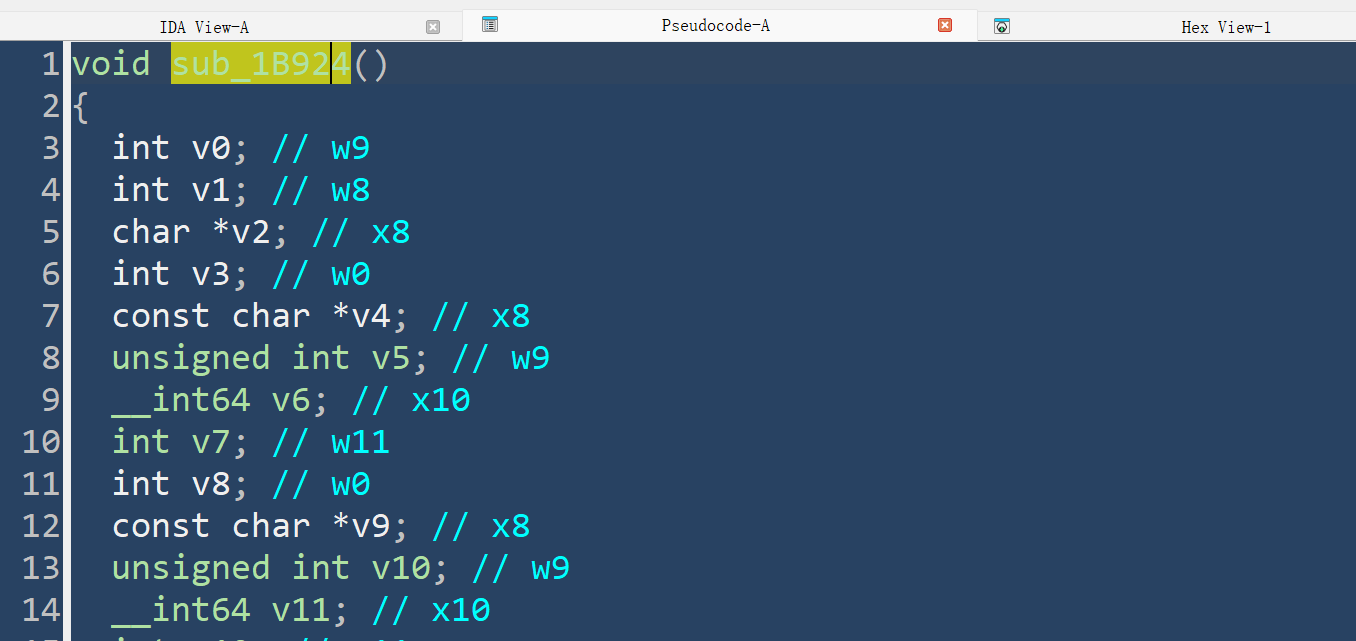 IDA View-A Pseudocode-A Hex View-1
1 void sub_1B924()
2 {
3 int v0; // w9
4 int v1; // w8
5 char *v2; // x8
6 int v3; // w0
7 const char *v4; // x8
8 unsigned int v5; // w9
9 __int64 v6; // x10
10 int v7; // w11
11 int v8; // w0
12 const char *v9; // x8
13 unsigned int v10; // w9
14 __int64 v11; // x10